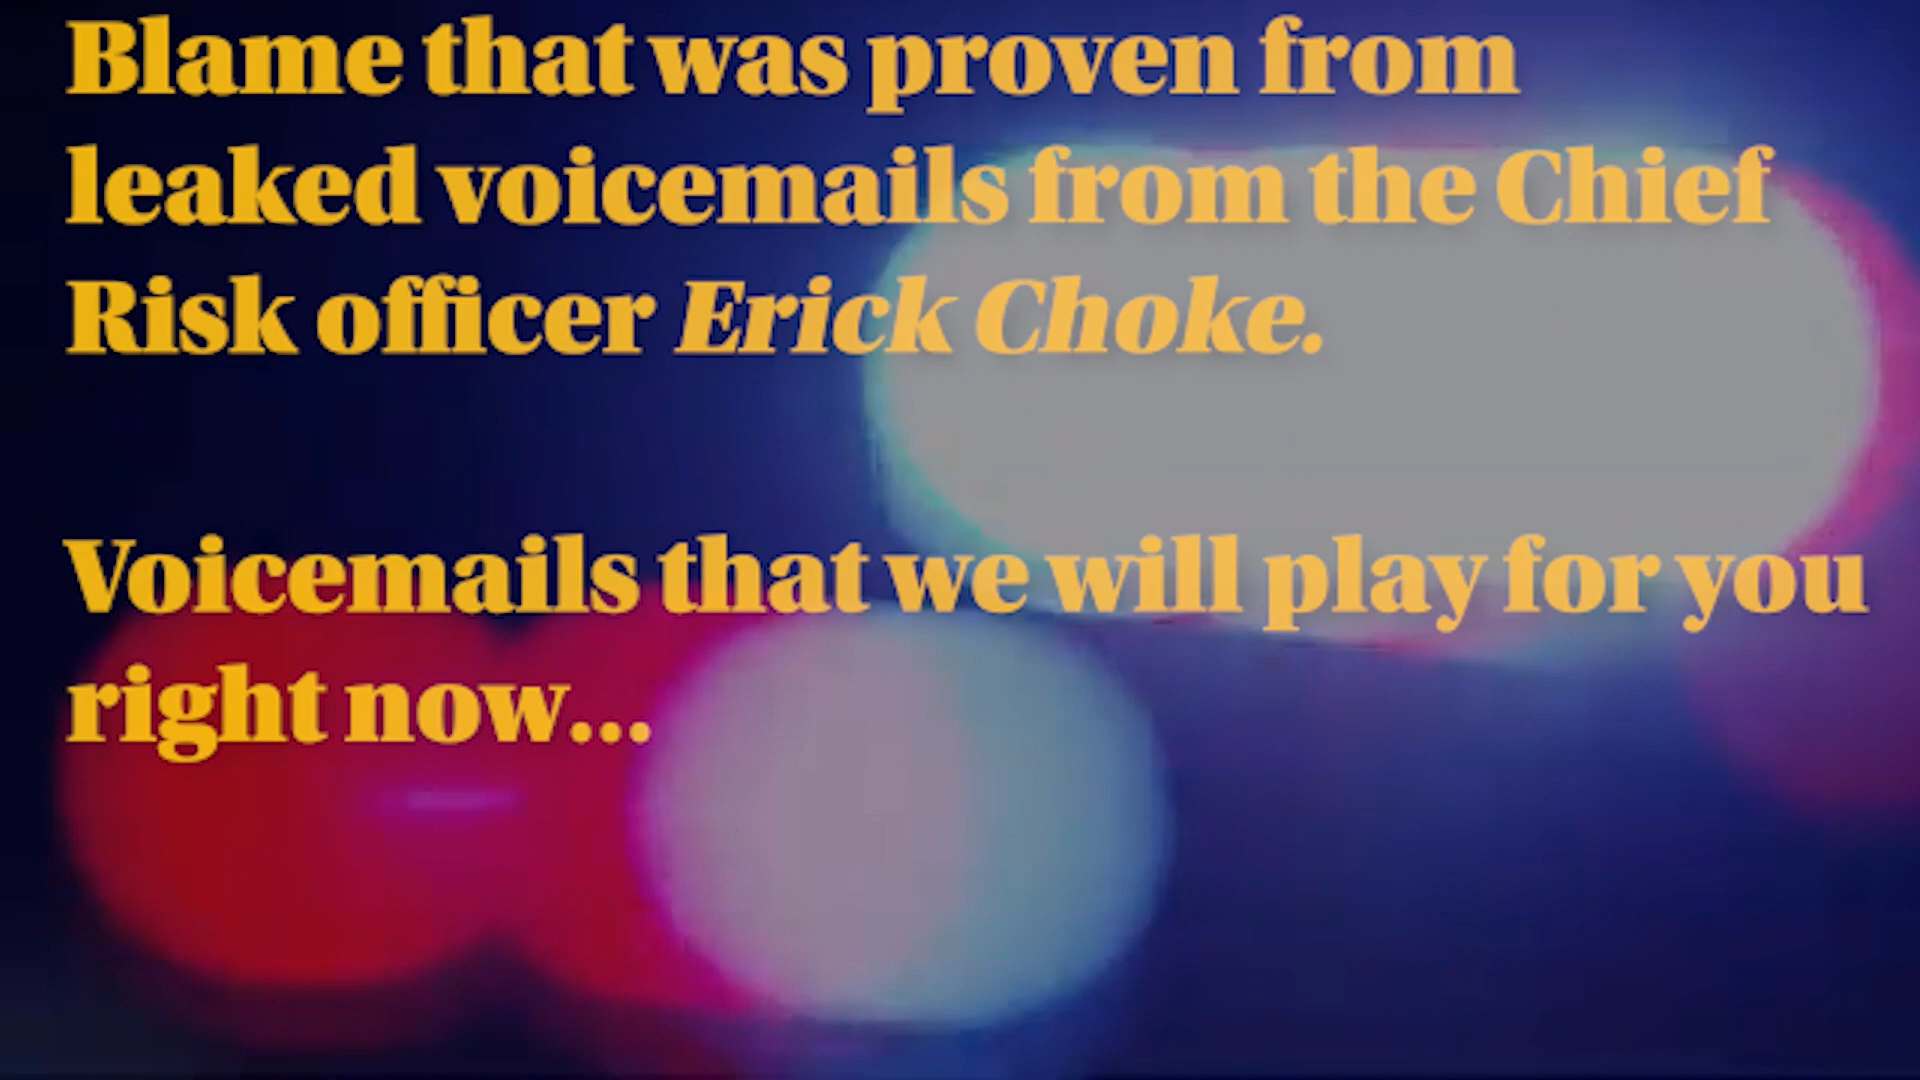 Blame that was proven from
leaked voicemails from the Chief
Risk officer Erick Choke.
Voicemails that we will play for you
right now...